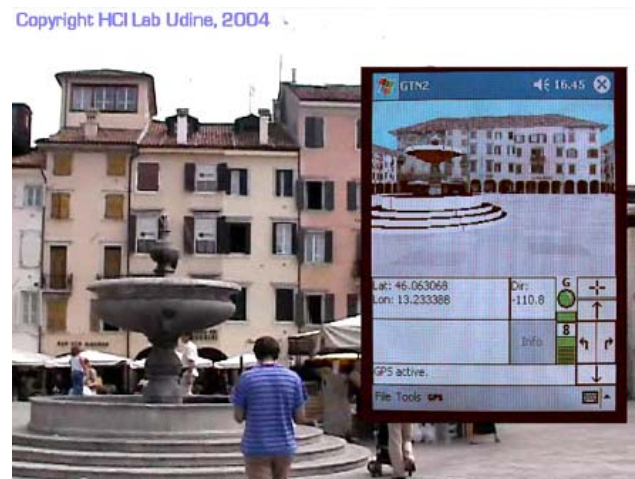 Copyright HCI Lab Udine, 2004
GTN2 16.45
Lat: 46.063068
Lon: 13.233388
Dir:
-110.8
G
8
Info
GPS active.
File Tools GPS